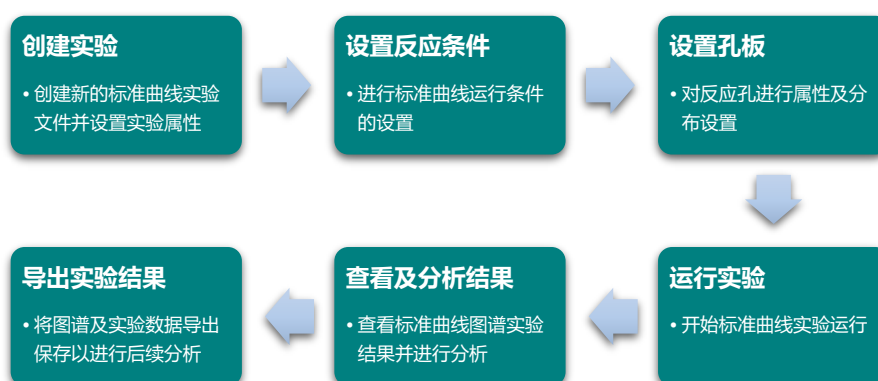 创建实验
• 创建新的标准曲线实验
文件并设置实验属性
设置反应条件
• 进行标准曲线运行条件
的设置
设置孔板
• 对反应孔进行属性及分
布设置
运行实验
• 开始标准曲线实验运行
查看及分析结果
• 查看标准曲线图谱实验
结果并进行分析
导出实验结果
• 将图谱及实验数据导出
保存以进行后续分析